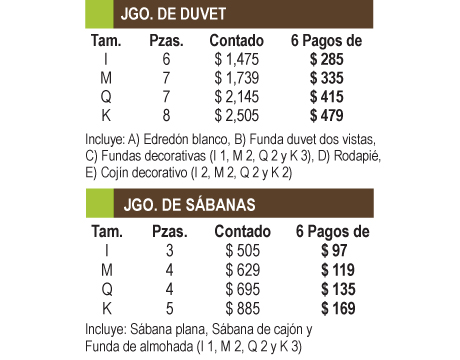 JGO. DE DUVET
Tam. Pzas. Contado 6 Pagos de
I 6 $ 1,475 $ 285
M 7 $ 1,739 $ 335
Q 7 $ 2,145 $ 415
K 8 $ 2,505 $ 479
Incluye: A) Edredón blanco, B) Funda duvet dos vistas,
C) Fundas decorativas (I 1, M 2, Q 2 y K 3), D) Rodapié,
E) Cojín decorativo (I 2, M 2, Q 2 y K 2)
JGO. DE SÁBANAS
Tam. Pzas. Contado 6 Pagos de
I 3 $ 505 $ 97
M 4 $ 629 $ 119
Q 4 $ 695 $ 135
K 5 $ 885 $ 169
Incluye: Sábana plana, Sábana de cajón y
Funda de almohada (I 1, M 2, Q 2 y K 3)